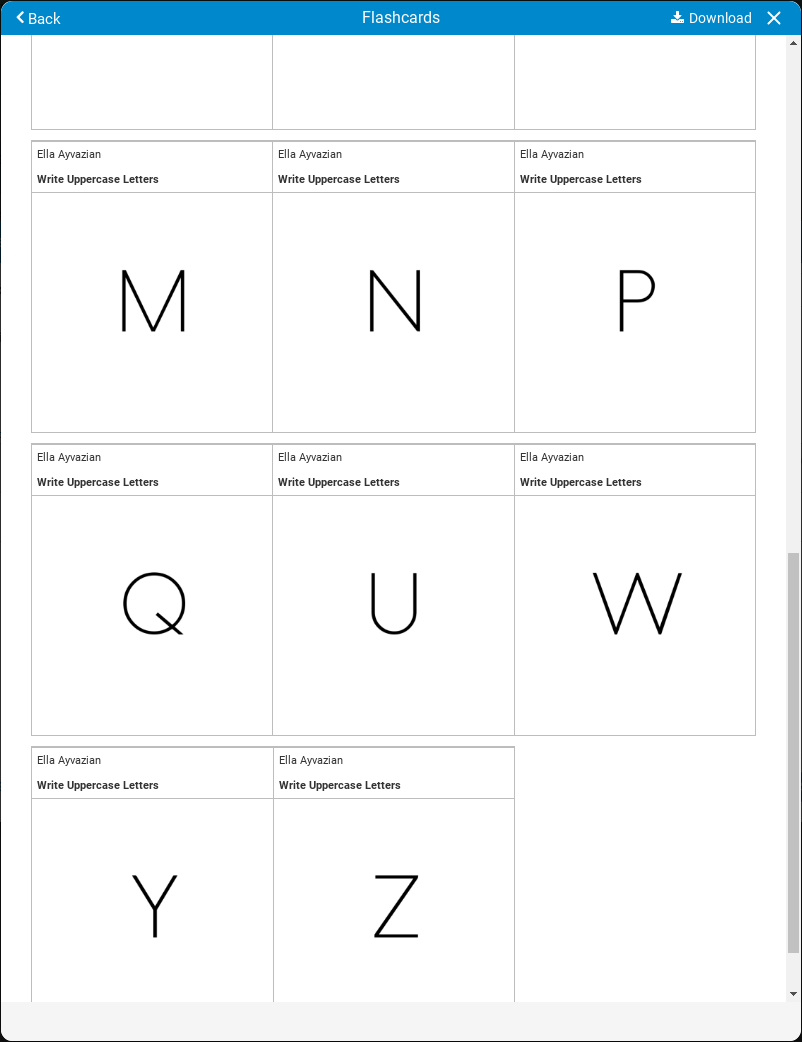 Back Flashcards Download
Ella Ayvazian Ella Ayvazian Ella Ayvazian
Write Uppercase Letters Write Uppercase Letters Write Uppercase Letters
M N P
Ella Ayvazian Ella Ayvazian Ella Ayvazian
Write Uppercase Letters Write Uppercase Letters Write Uppercase Letters
Q U W
Ella Ayvazian Ella Ayvazian
Write Uppercase Letters Write Uppercase Letters
Y Z